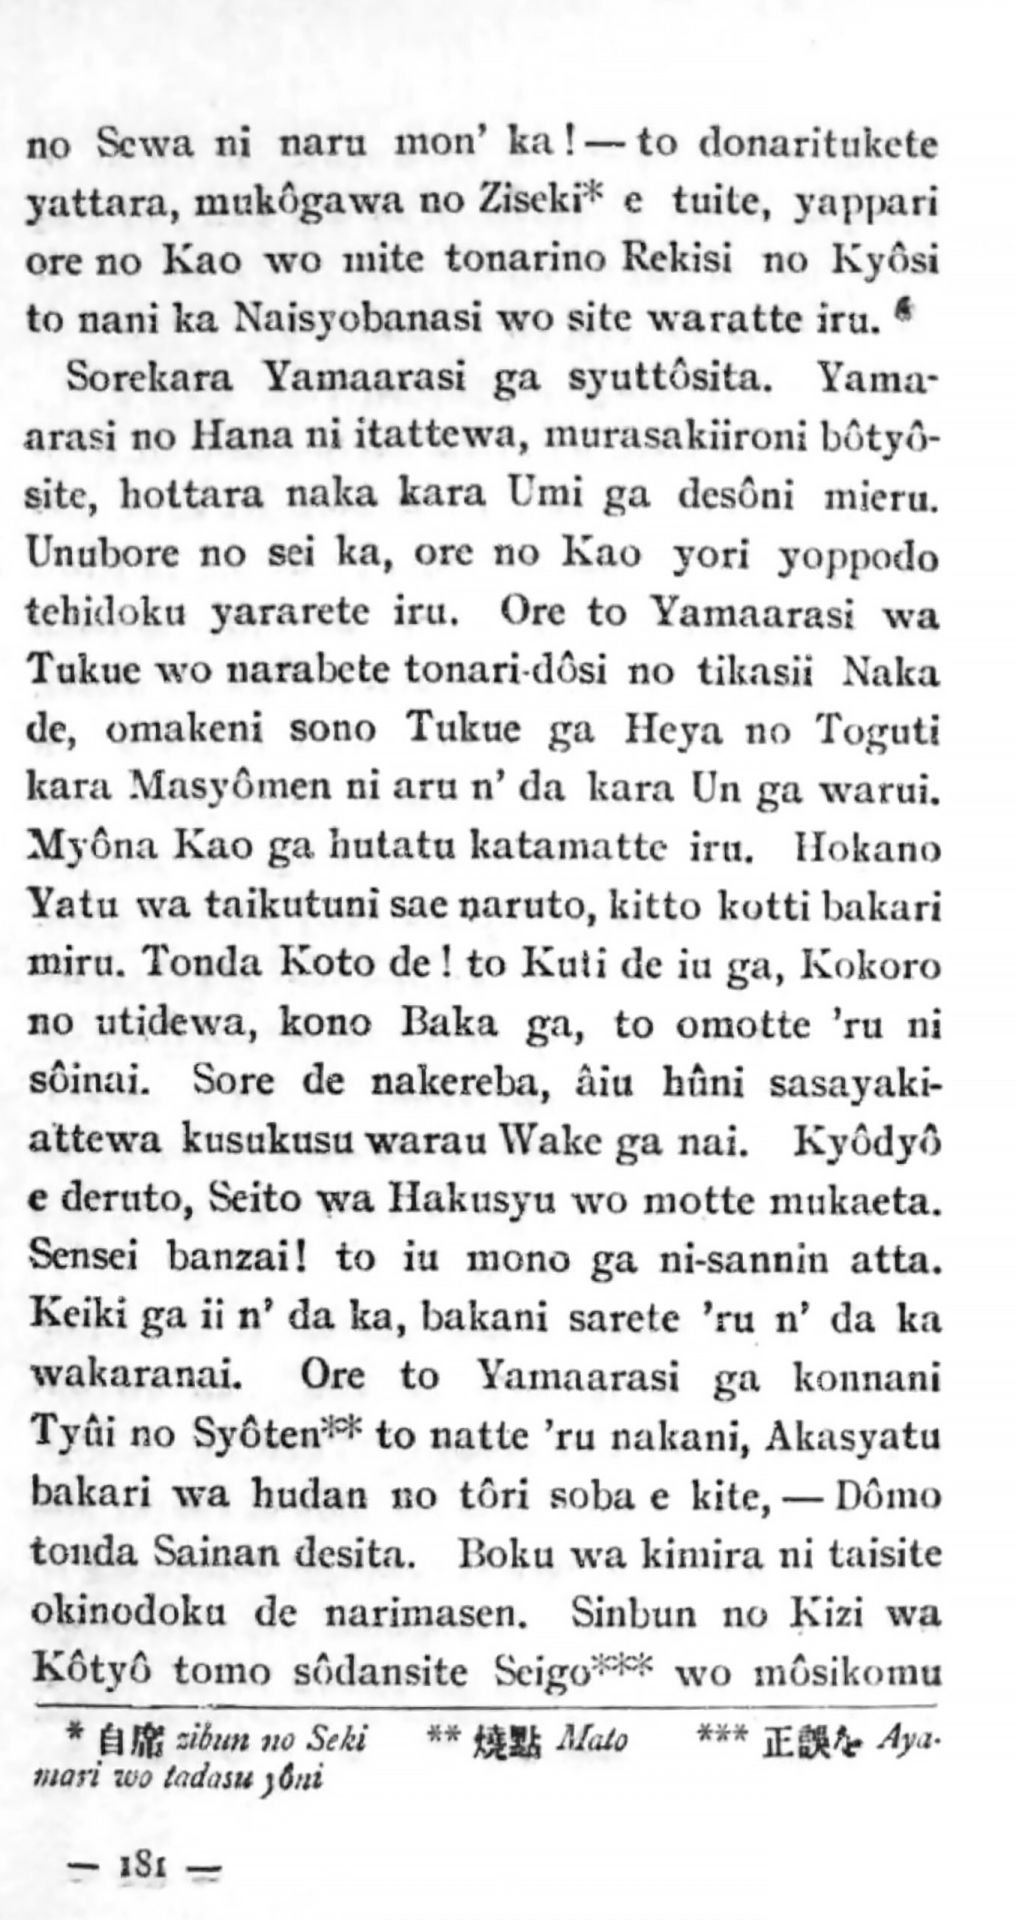 no Sewa ni naru mon’ ka!— to donaritukete
yattara, mukôgawa no Ziseki* e tuite, yappari
ore no Kao wo mite tonarino Rekisi no Kyôsi
to nani ka Naisyobanasi wo site waratte iru.
Sorekara Yamaarasi ga syuttôsita. Yama-
arasi no Hana ni itattewa, murasakiironi bôtyô-
site, hottara naka kara Umi ga desôni mieru.
Unubore no sei ka, ore no Kao yori yoppodo
tehidoku yararete iru. Ore to Yamaarasi wa
Tukue wo narabete tonari-dôsi no tikasii Naka
de, omakeni sono Tukue ga Heya no Toguti
kara Masyômen ni aru n’ da kara Un ga warui.
Myôna Kao ga hutatu katamatte iru. Hokano
Yatu wa taikutuni sae naruto, kitto kotti bakari
miru. Tonda Koto de! to Kuti de iu ga, Kokoro
no utidewa, kono Baka ga, to omotte ’ru ni
sôinai. Sore de nakereba, âiu hûni sasayaki-
attewa kusukusu warau Wake ga nai. Kyôdyô
e deruto, Seito wa Hakusyu wo motte mukaeta.
Sensei banzai! to iu mono ga ni-sannin atta.
Keiki ga ii n’ da ka, bakani sarete ’ru n’ da ka
wakaranai. Ore to Yamaarasi ga konnani
Tyûi no Syôten** to natte ’ru nakani, Akasyatu
bakari wa hudan no tôri soba e kite, — Dômo
tonda Sainan desita. Boku wa kimira ni taisite
okinodoku de narimasen. Sinbun no Kizi wa
Kôtyô tomo sôdansite Seigo*** wo môsikomu
* 自席 zibun no Seki ** 燒點 Mato *** 正誤を Aya-
mari wo tadasu yôni
— 181 —